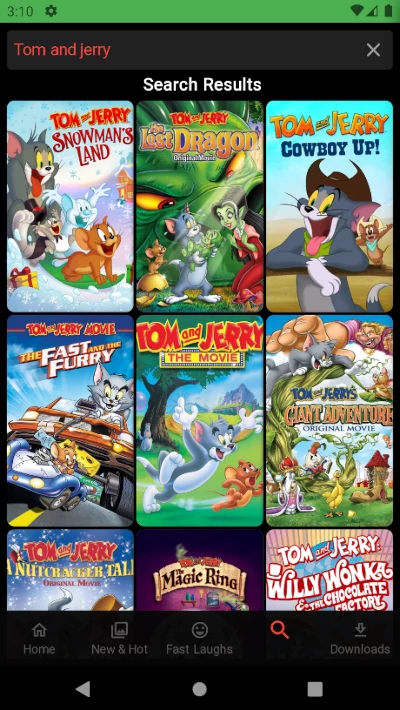 3:10
Tom and jerry
Search Results
TOM and JERRY
SNOWMAN'S
LAND
TOM and JERRY
the
Lost Dragon
Original Movie
TOM and JERRY
COWBOY UP!
TOM and JERRY MOVIE
THE FAST AND THE
FURRY
TOM and JERRY
THE MOVIE
TOM and JERRY'S
GIANT ADVENTURE
ORIGINAL MOVIE
TOM and JERRY
A NUTCRACKER TALE
ORIGINAL MOVIE
TOM and JERRY
The
Magic Ring
TOM and JERRY
WILLY WONKA
& THE CHOCOLATE
FACTORY
Home
New & Hot
Fast Laughs
Downloads